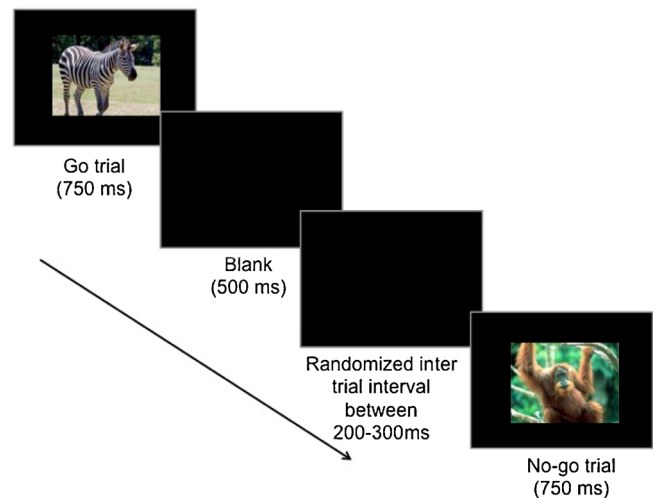 Go trial
(750 ms)
Blank
(500 ms)
Randomized inter
trial interval
between
200-300ms
No-go trial
(750 ms)